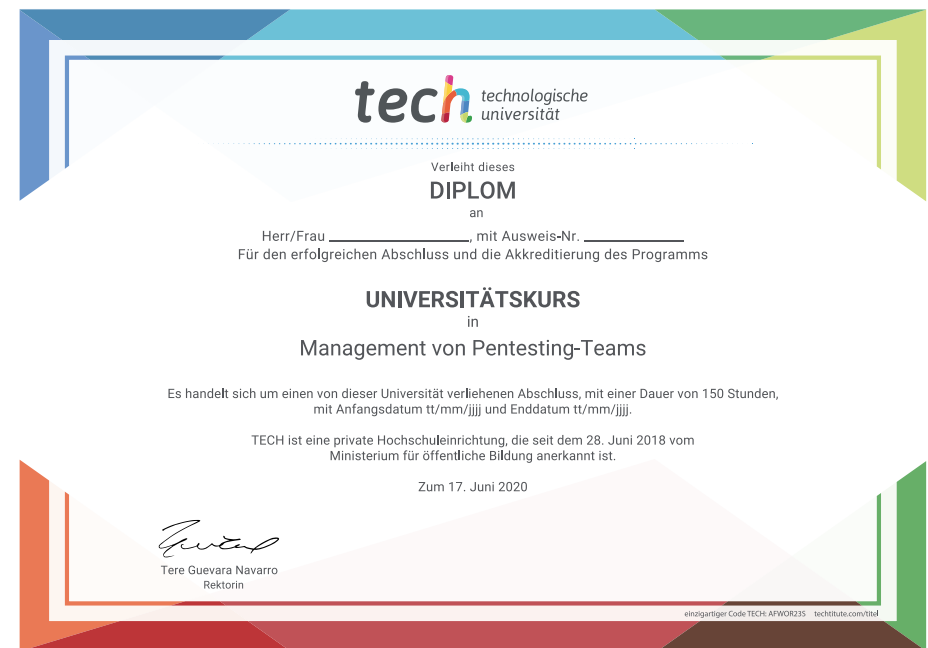 tech technologische
universität
Verleiht dieses
DIPLOM
an
Herr/Frau ____________, mit Ausweis-Nr. ____________
Für den erfolgreichen Abschluss und die Akkreditierung des Programms
UNIVERSITÄTSKURS
in
Management von Pentesting-Teams
Es handelt sich um einen von dieser Universität verliehenen Abschluss, mit einer Dauer von 150 Stunden,
mit Anfangsdatum tt/mm/jjjj und Enddatum tt/mm/jjjj.
TECH ist eine private Hochschuleinrichtung, die seit dem 28. Juni 2018 vom
Ministerium für öffentliche Bildung anerkannt ist.
Zum 17. Juni 2020
Tere Guevara Navarro
Rektorin
einzigartiger Code TECH: AFWOR23S techtitute.com/titel